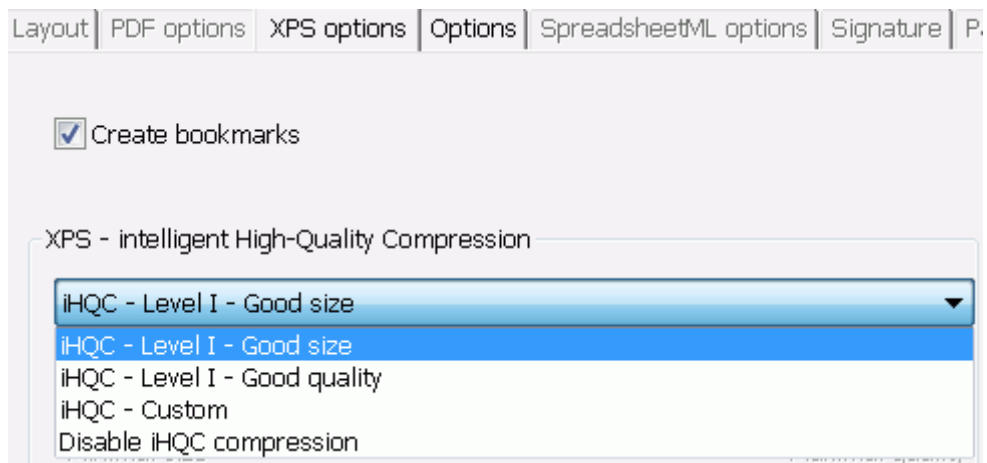 Layout PDF options XPS options Options SpreadsheetML options Signature
Create bookmarks
XPS - intelligent High-Quality Compression
iHQC - Level I - Good size
iHQC - Level I - Good size
iHQC - Level I - Good quality
iHQC - Custom
Disable iHQC compression